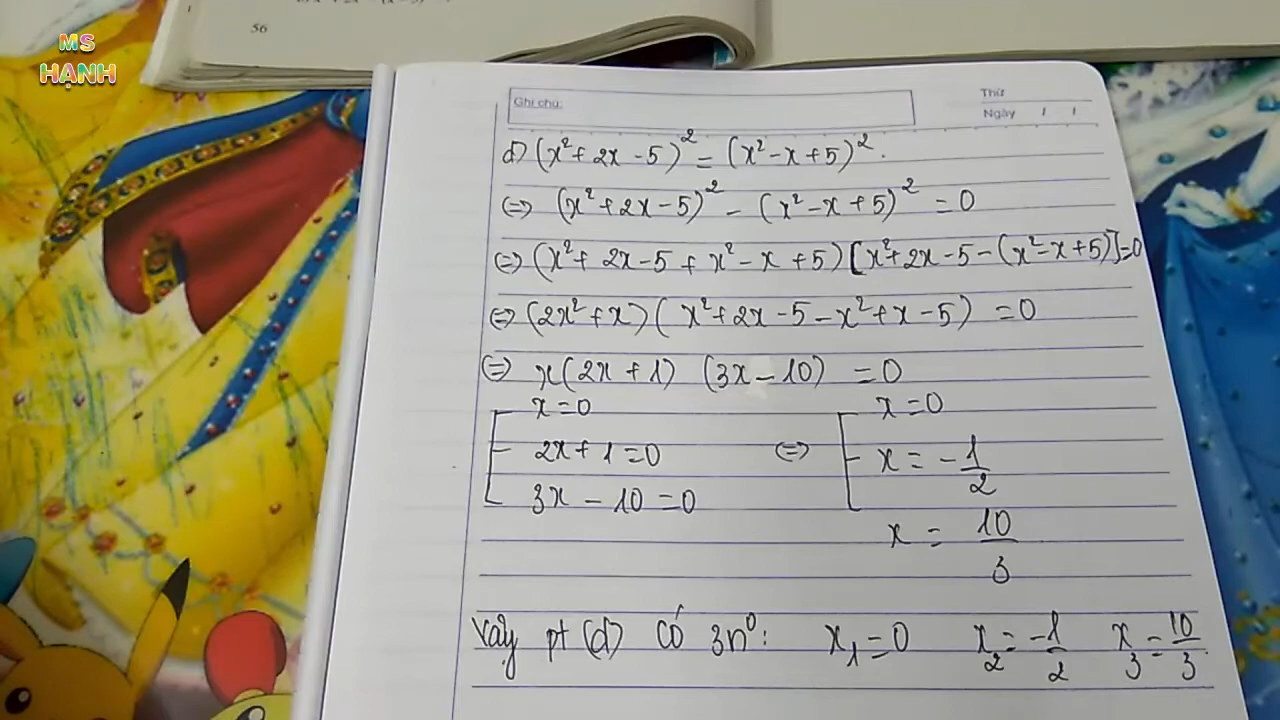 MS
HẠNH
56
Ghi chú:
Thứ
Ngày / /
d) (x² + 2x - 5)² = (x² - x + 5)².
⇔ (x² + 2x - 5)² - (x² - x + 5)² = 0
⇔ (x² + 2x - 5 + x² - x + 5) [x² + 2x - 5 - (x² - x + 5)] = 0
⇔ (2x² + x) (x² + 2x - 5 - x² + x - 5) = 0
⇔ x(2x + 1) (3x - 10) = 0
x = 0
2x + 1 = 0
3x - 10 = 0
⇔
x = 0
x = -1/2
x = 10/3
Vậy pt (d) có 3n⁰: x₁ = 0 x₂ = -1/2 x₃ = 10/3.